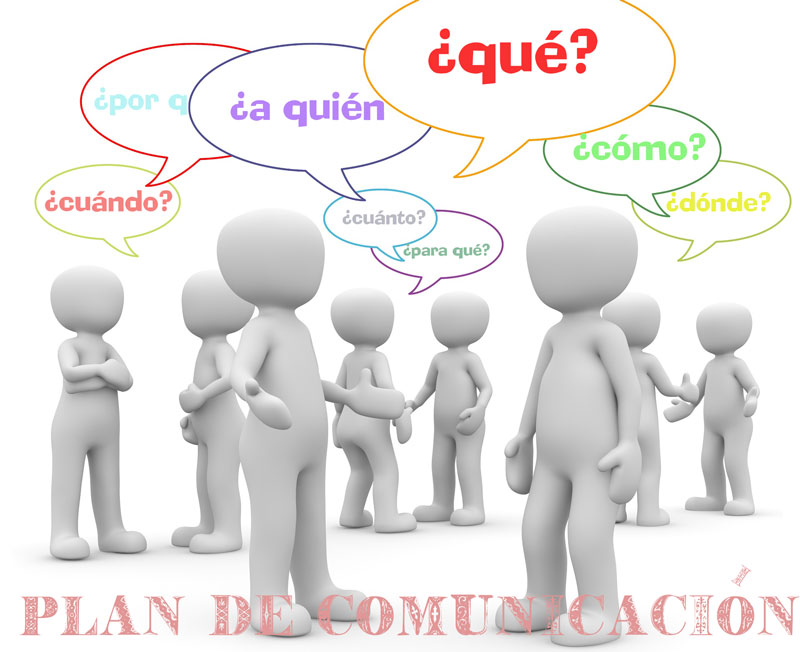 ¿qué?
¿por q
¿a quién
¿cómo?
¿cuándo?
¿dónde?
¿cuánto?
¿para qué?
PLAN DE COMUNICACIÓN